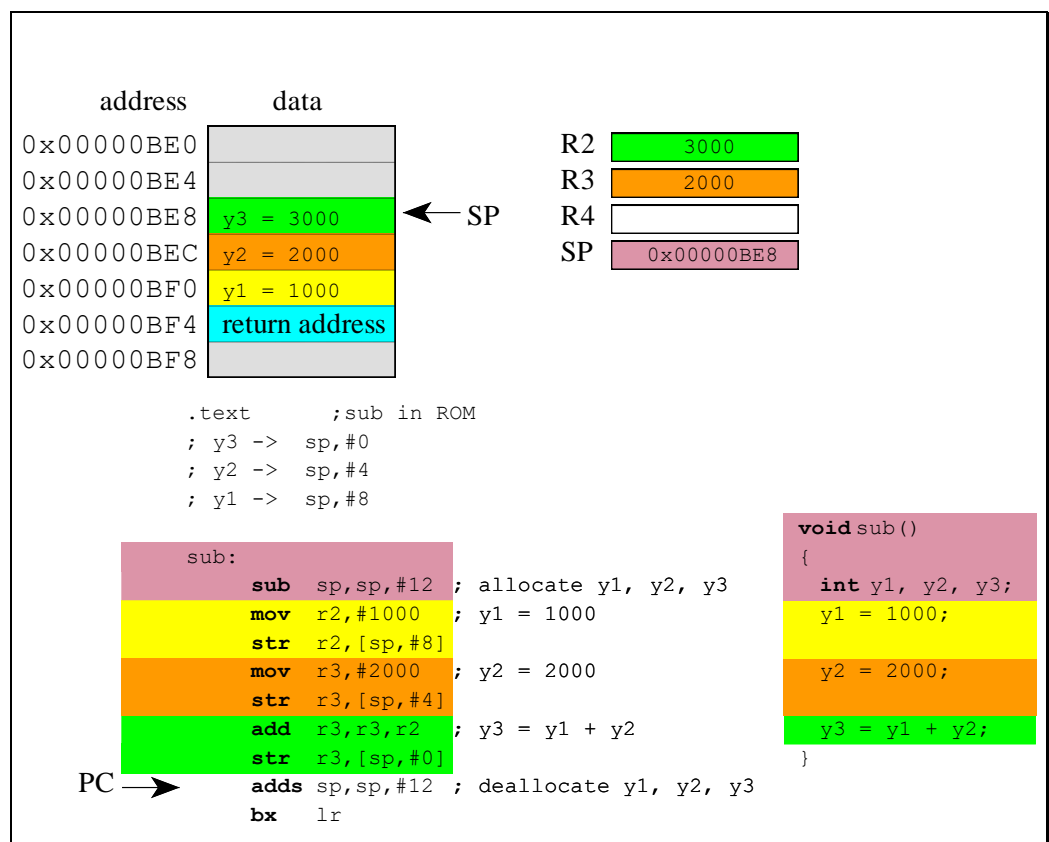 address data
0x00000BE0
0x00000BE4
0x00000BE8 y3 = 3000 SP
0x00000BEC y2 = 2000
0x00000BF0 y1 = 1000
0x00000BF4 return address
0x00000BF8
R2 3000
R3 2000
R4
SP 0x00000BE8
.text ;sub in ROM
; y3 -> sp,#0
; y2 -> sp,#4
; y1 -> sp,#8
sub:
sub sp,sp,#12 ; allocate y1, y2, y3
mov r2,#1000 ; y1 = 1000
str r2,[sp,#8]
mov r3,#2000 ; y2 = 2000
str r3,[sp,#4]
add r3,r3,r2 ; y3 = y1 + y2
str r3,[sp,#0]
PC adds sp,sp,#12 ; deallocate y1, y2, y3
bx lr
void sub()
{
int y1, y2, y3;
y1 = 1000;
y2 = 2000;
y3 = y1 + y2;
}